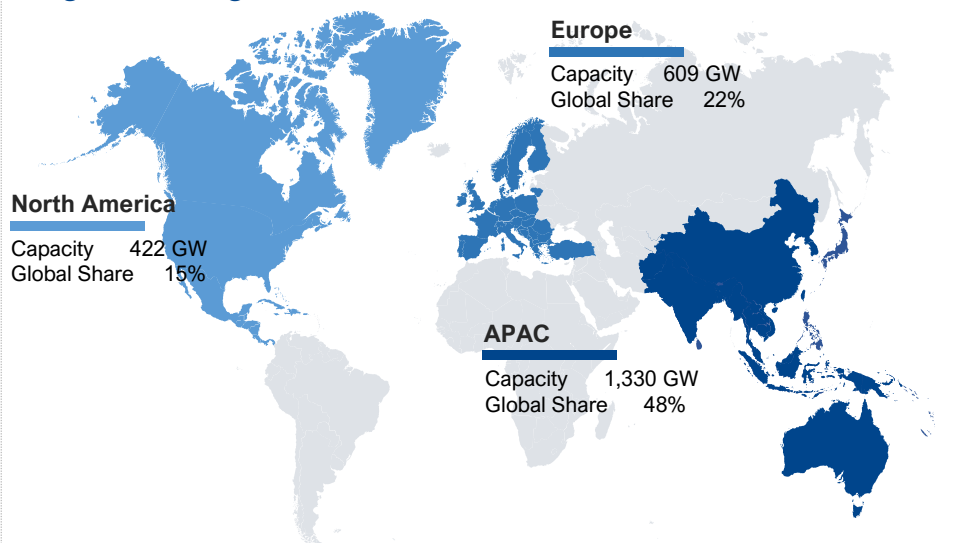 Europe
Capacity 609 GW
Global Share 22%
North America
Capacity 422 GW
Global Share 15%
APAC
Capacity 1,330 GW
Global Share 48%